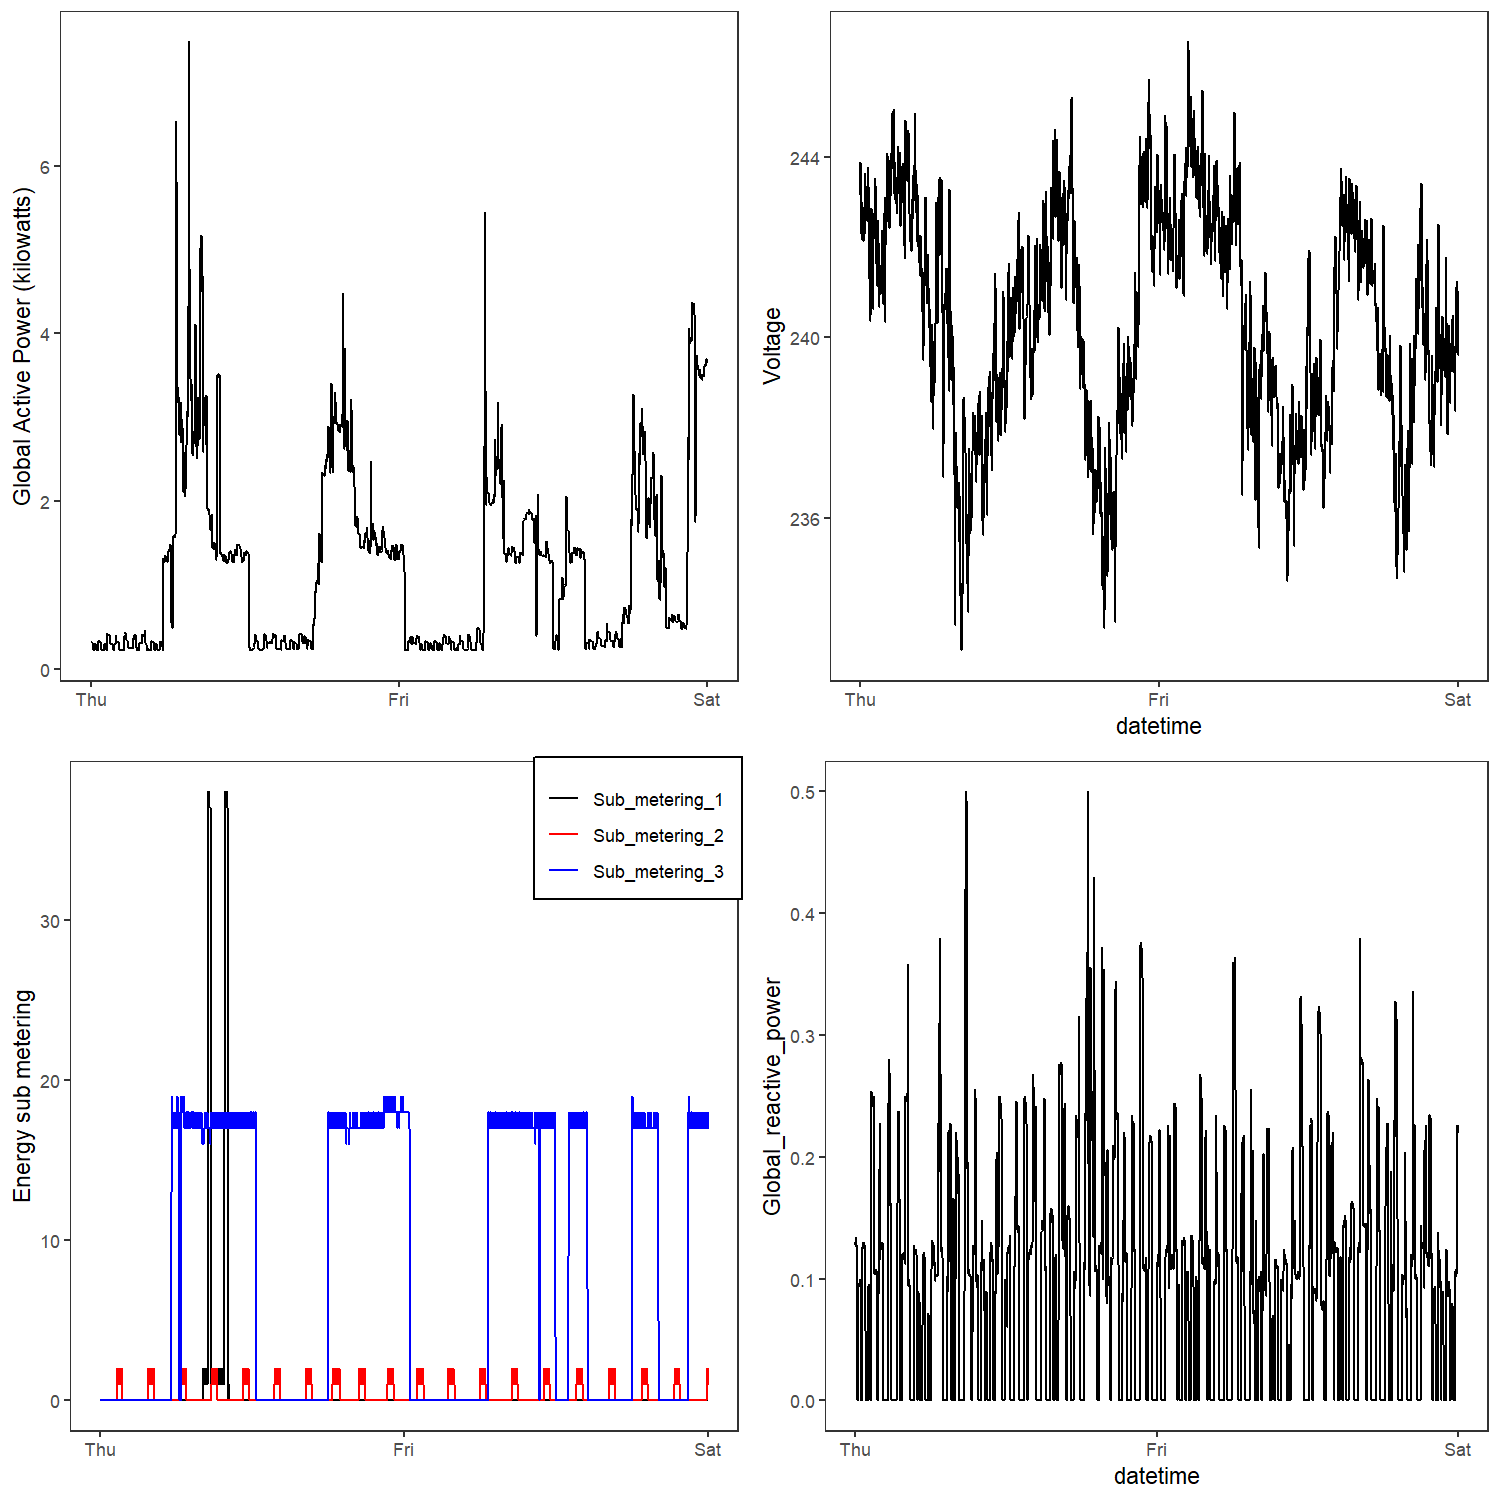 Global Active Power (kilowatts)
6
4
2
0
Thu Fri Sat
Voltage
244
240
236
Thu Fri Sat
datetime
Energy sub metering
30
20
10
0
Sub_metering_1
Sub_metering_2
Sub_metering_3
Thu Fri Sat
Global_reactive_power
0.5
0.4
0.3
0.2
0.1
0.0
Thu Fri Sat
datetime